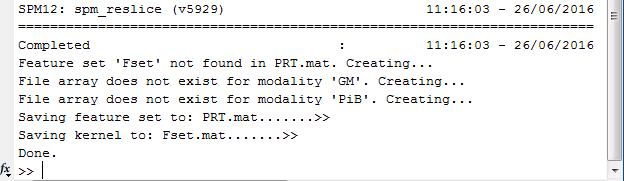 SPM12: spm_reslice (v5929) 11:16:03 - 26/06/2016
========================================================================
Completed : 11:16:03 - 26/06/2016
Feature set 'Fset' not found in PRT.mat. Creating...
File array does not exist for modality 'GM'. Creating...
File array does not exist for modality 'PiB'. Creating...
Saving feature set to: PRT.mat.......>>
Saving kernel to: Fset.mat.......>>
Done.
fx >>